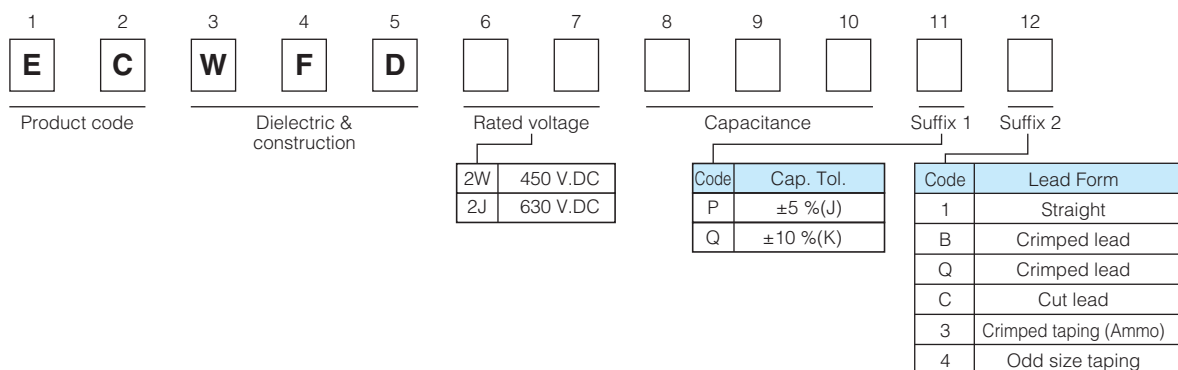 1 2 3 4 5 6 7 8 9 10 11 12
E C W F D
Product code Dielectric & Rated voltage Capacitance Suffix 1 Suffix 2
construction
2W 450 V.DC
2J 630 V.DC
Code Cap. Tol.
P ±5 %(J)
Q ±10 %(K)
Code Lead Form
1 Straight
B Crimped lead
Q Crimped lead
C Cut lead
3 Crimped taping (Ammo)
4 Odd size taping